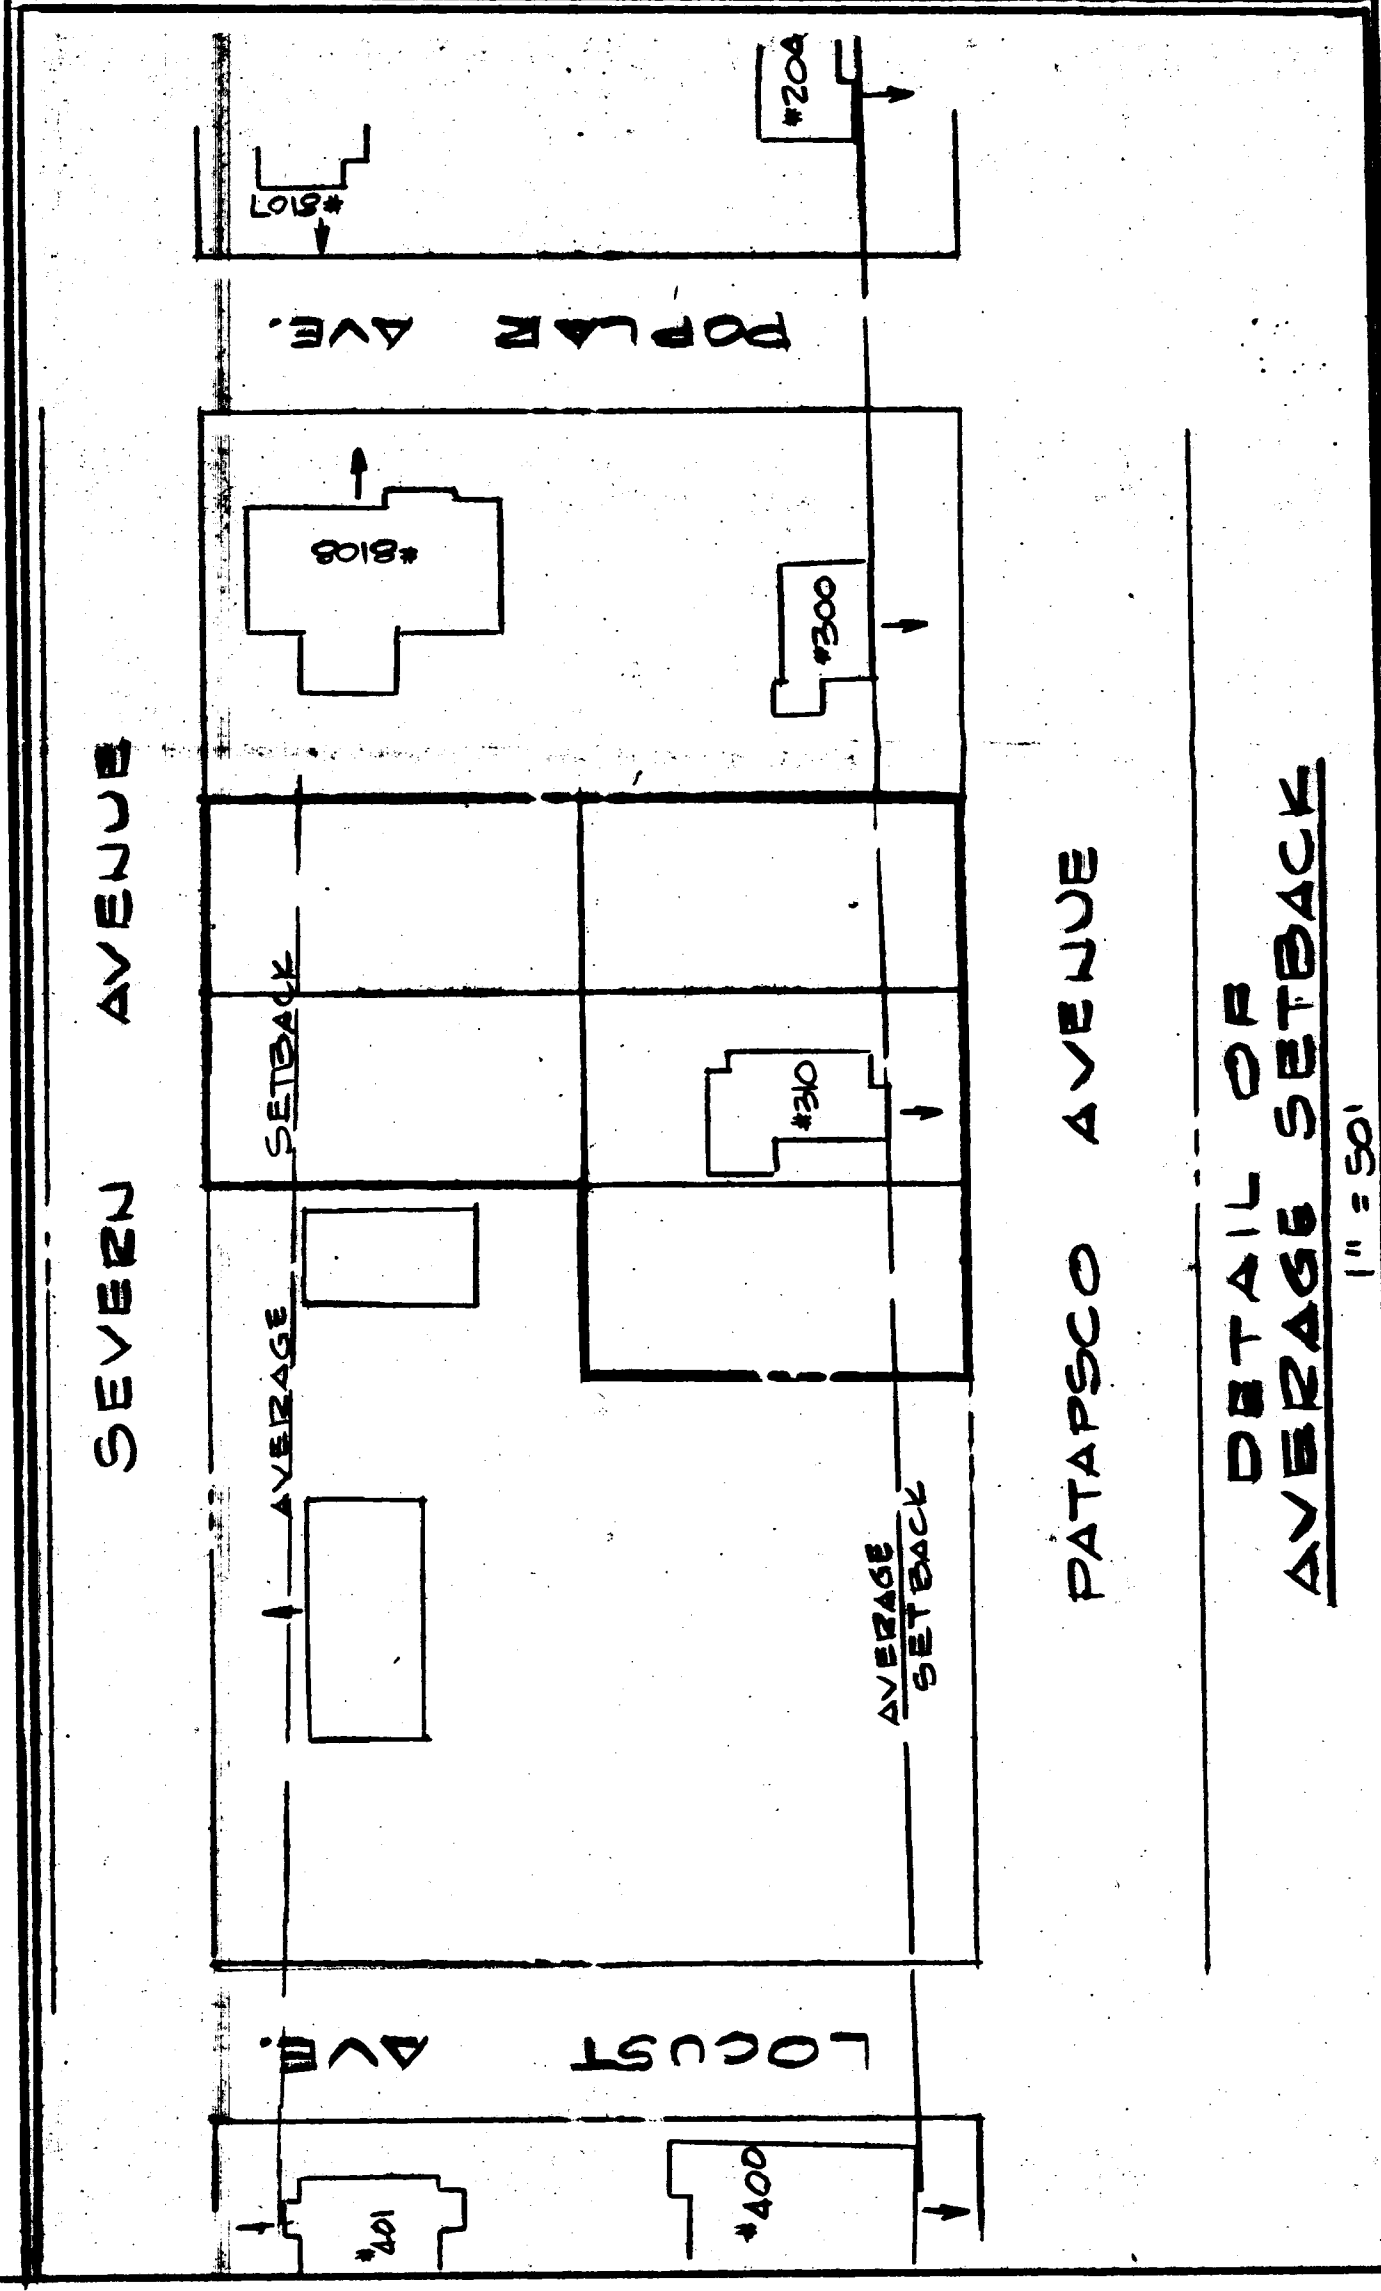 SEVERN AVENUE
#401
AVERAGE SETBACK
#8108
#8107
LOCUST AVE.
POPLAR AVE.
#400
#310
#300
#204
AVERAGE
SETBACK
PATAPSCO AVENUE
DETAIL OF
AVERAGE SETBACK
1" = 50'